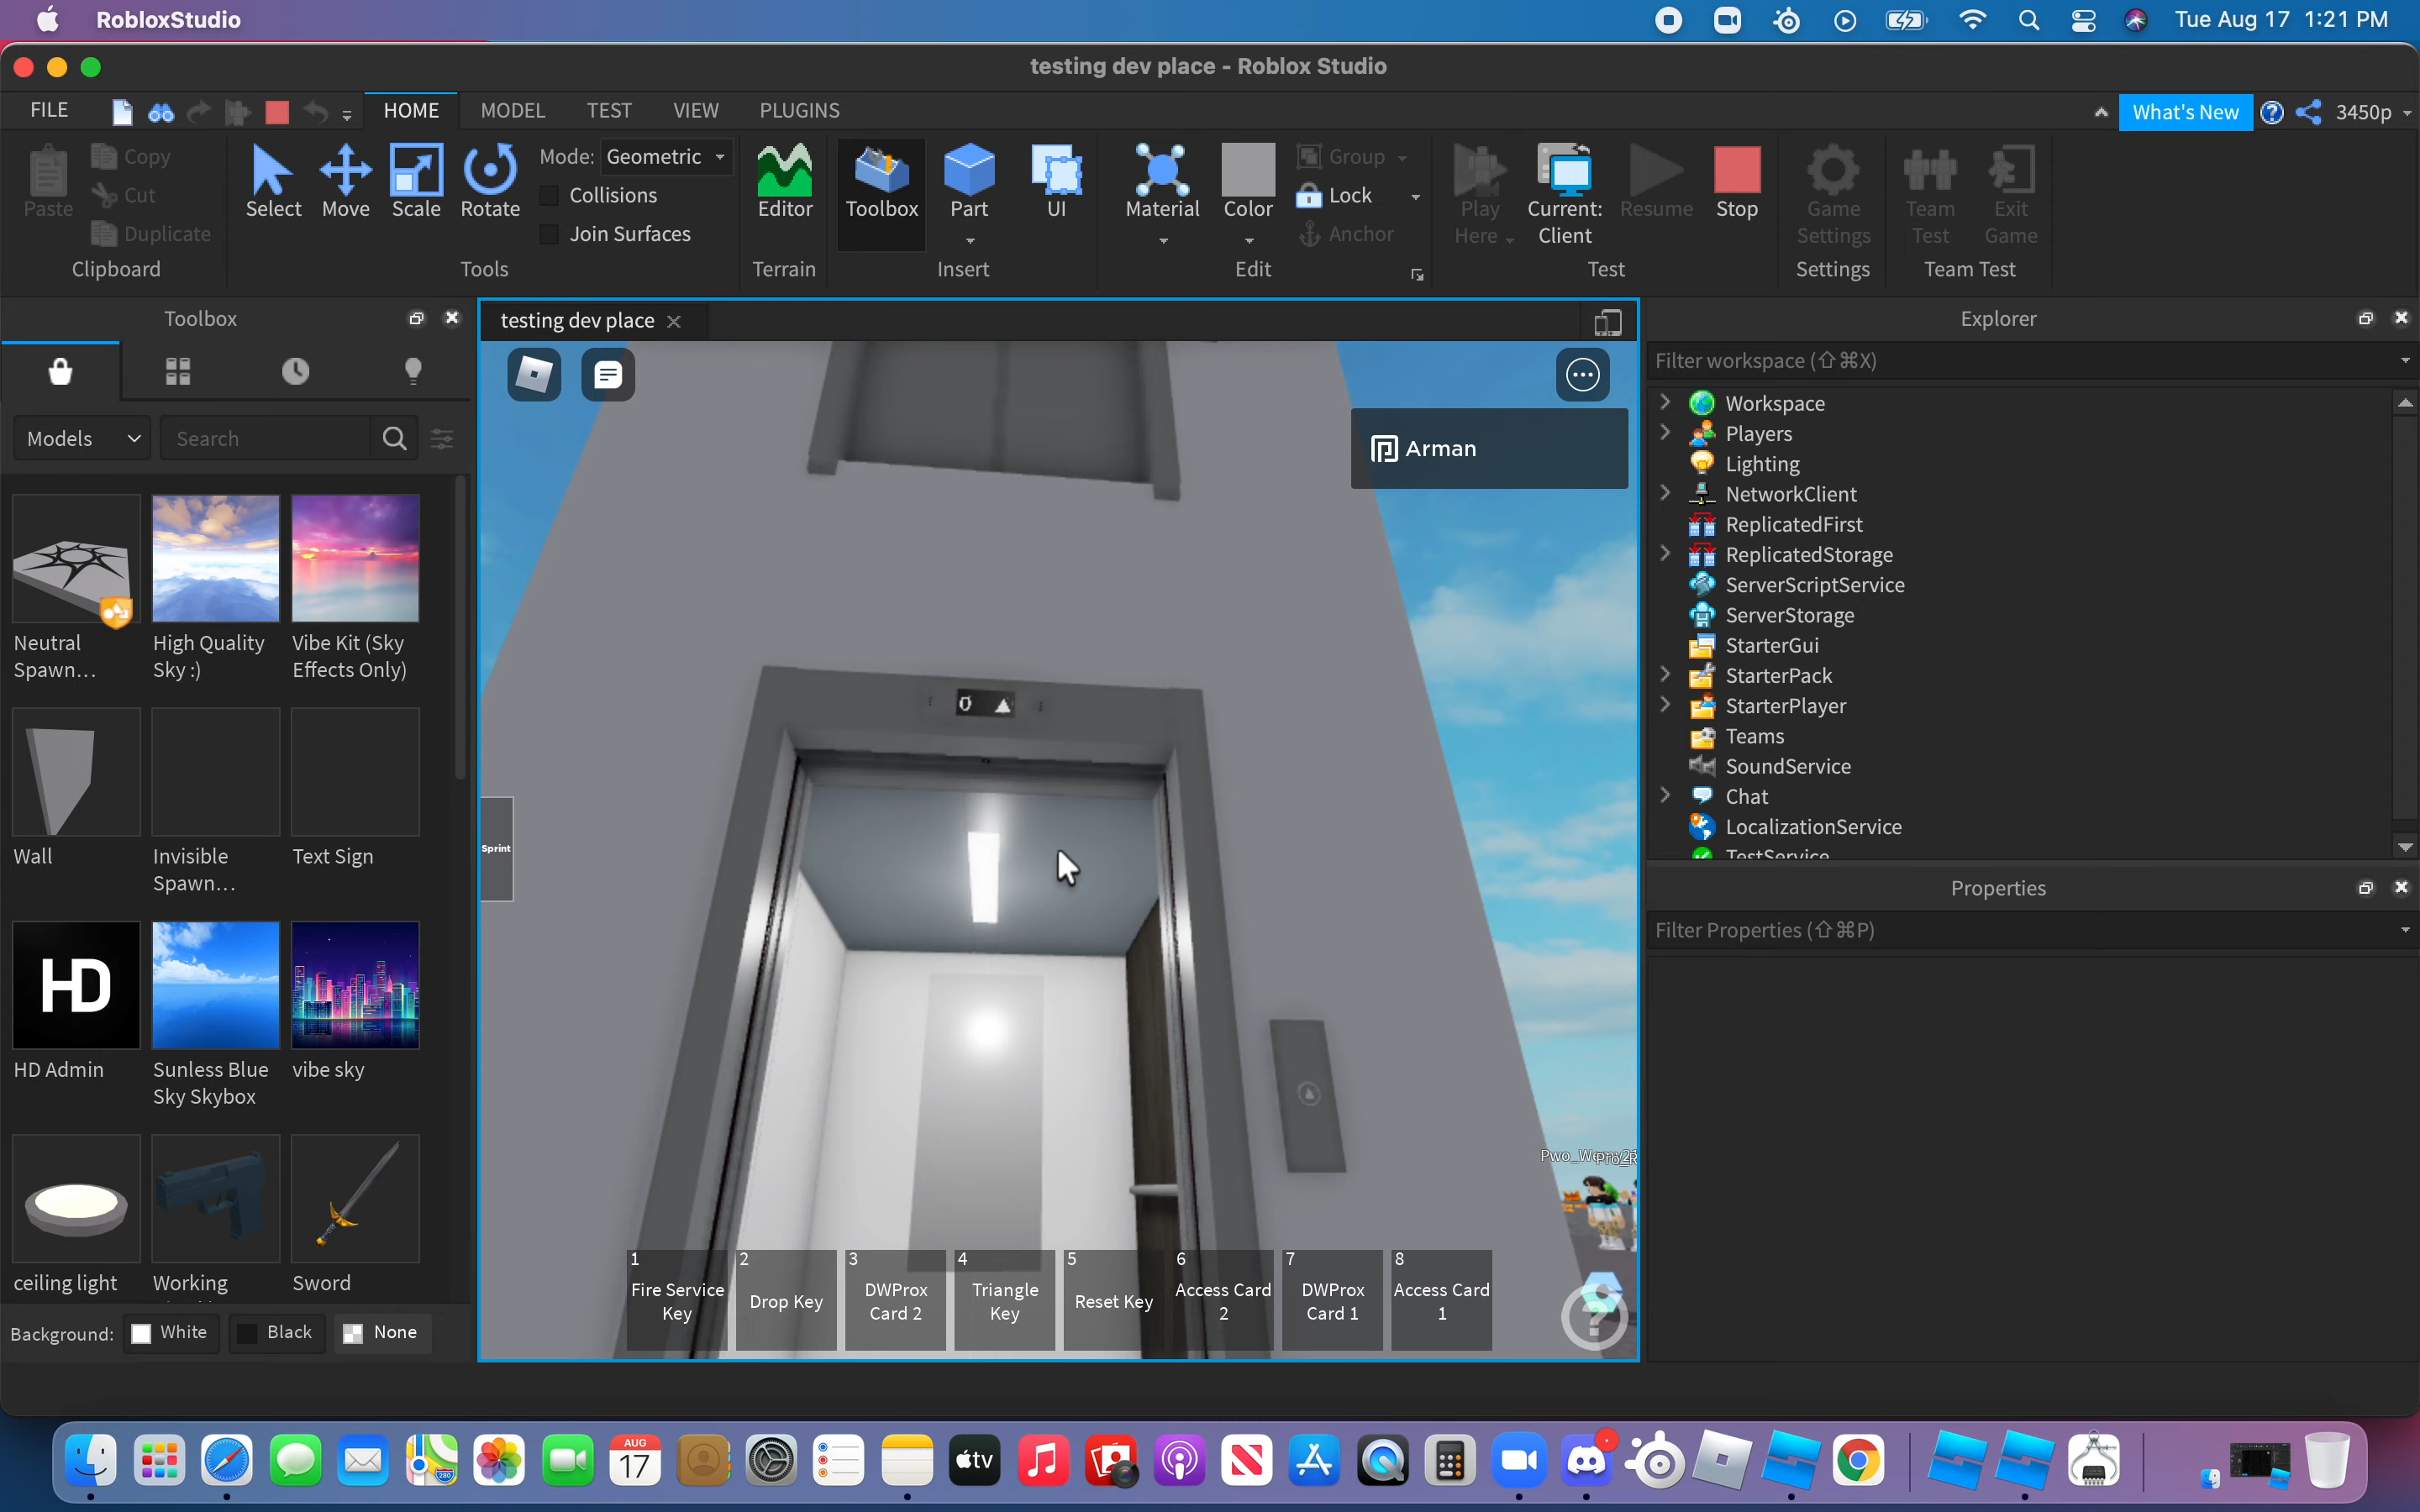 RobloxStudio
Tue Aug 17 1:21 PM
testing dev place - Roblox Studio
FILE
HOME
MODEL
TEST
VIEW
PLUGINS
What's New
3450p
Paste
Copy
Cut
Duplicate
Clipboard
Select
Move
Scale
Rotate
Mode: Geometric
Collisions
Join Surfaces
Tools
Editor
Terrain
Toolbox
Part
UI
Insert
Material
Color
Group
Lock
Anchor
Edit
Play
Here
Current:
Client
Resume
Stop
Test
Game
Settings
Settings
Team
Test
Exit
Game
Team Test
Toolbox
Models
Search
Neutral
Spawn...
High Quality
Sky :)
Vibe Kit (Sky
Effects Only)
Wall
Invisible
Spawn...
Text Sign
HD
HD Admin
Sunless Blue
Sky Skybox
vibe sky
ceiling light
Working
Sword
Background:
White
Black
None
testing dev place
Arman
0
Sprint
1
Fire Service
Key
2
Drop Key
3
DWProx
Card 2
4
Triangle
Key
5
Reset Key
6
Access Card
2
7
DWProx
Card 1
8
Access Card
1
?
Explorer
Filter workspace (⇧⌘X)
Workspace
Players
Lighting
NetworkClient
ReplicatedFirst
ReplicatedStorage
ServerScriptService
ServerStorage
StarterGui
StarterPack
StarterPlayer
Teams
SoundService
Chat
LocalizationService
TestService
Properties
Filter Properties (⇧⌘P)
AUG
17
280
tv